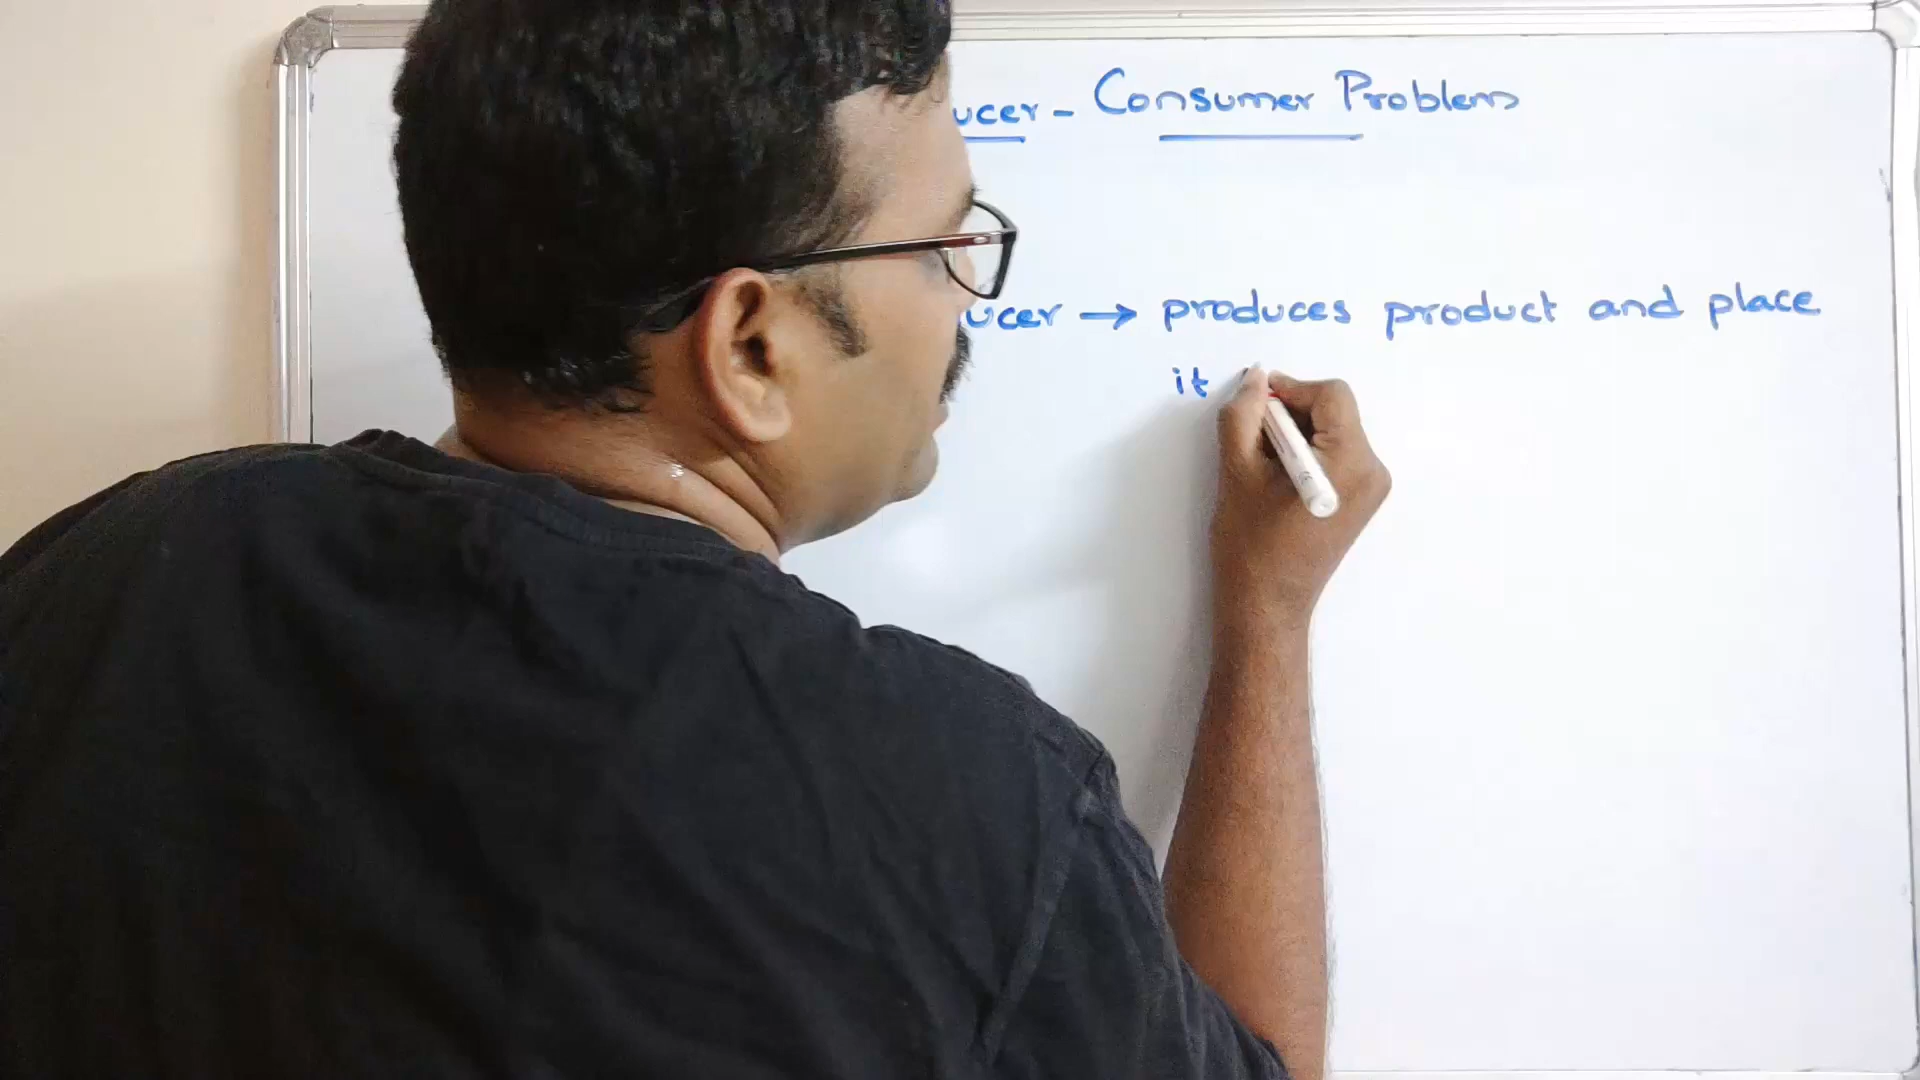 ucer - Consumer Problem
ucer → produces product and place
it